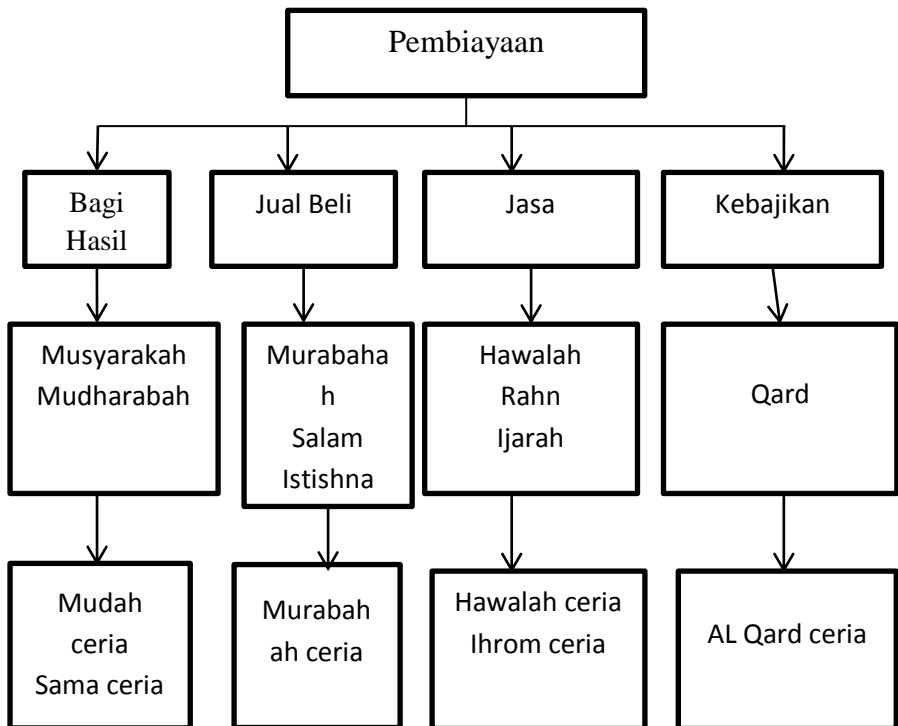 Pembiayaan
Bagi
Hasil
Jual Beli
Jasa
Kebajikan
Musyarakah
Mudharabah
Murabaha
h
Salam
Istishna
Hawalah
Rahn
Ijarah
Qard
Mudah
ceria
Sama ceria
Murabah
ah ceria
Hawalah ceria
Ihrom ceria
AL Qard ceria